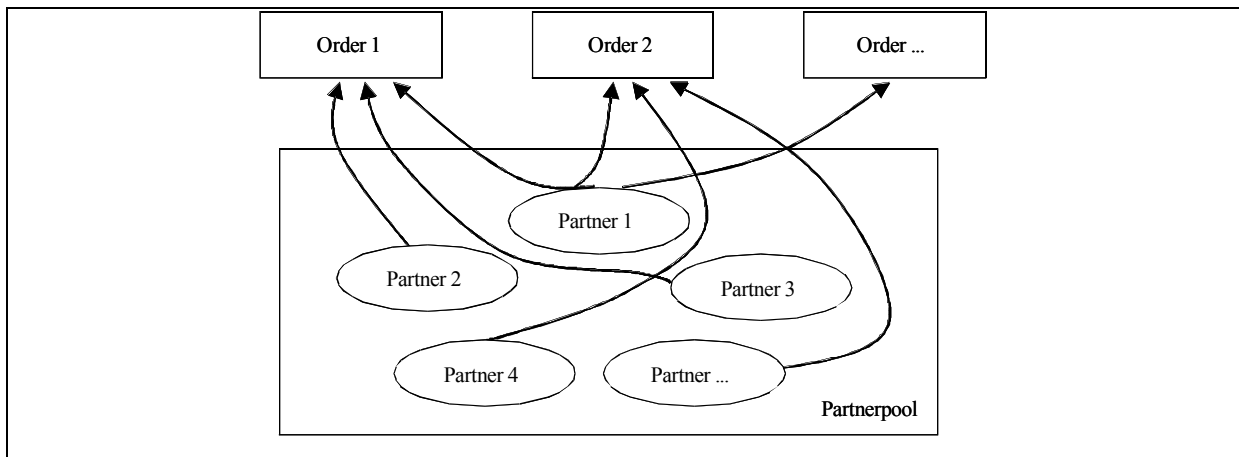 Order 1
Order 2
Order ...
Partner 1
Partner 2
Partner 3
Partner 4
Partner ...
Partnerpool